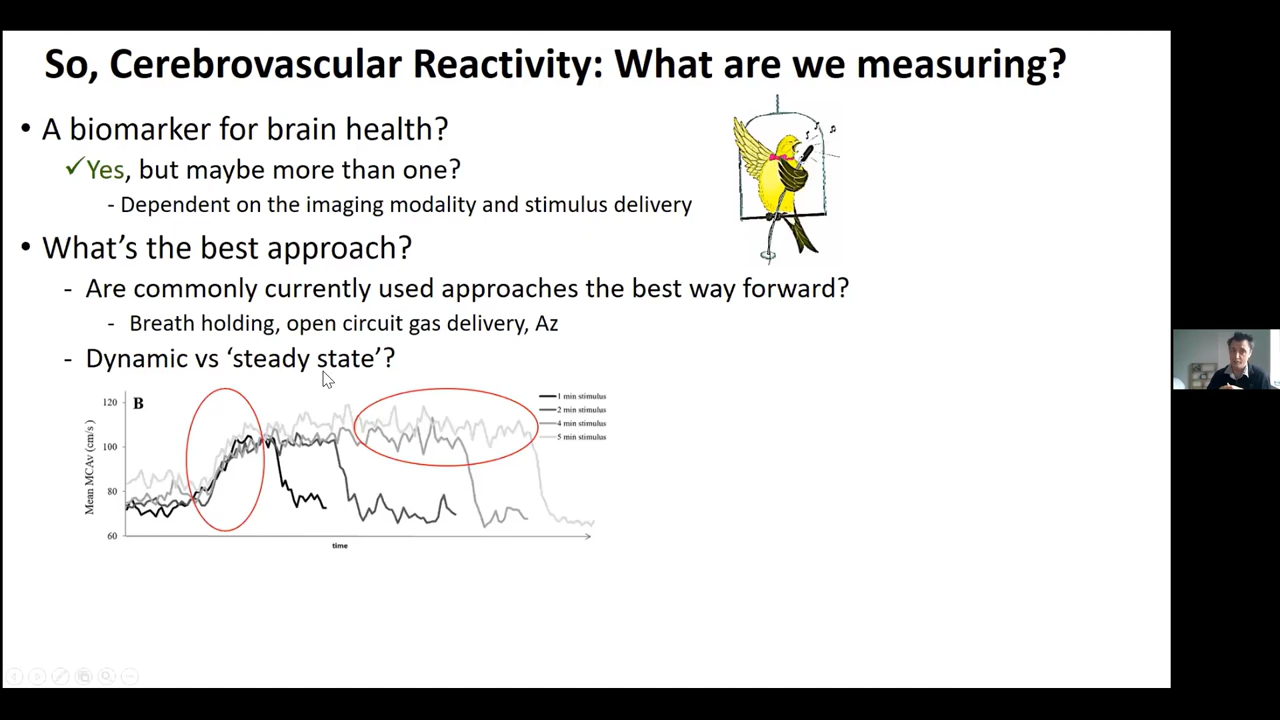 So, Cerebrovascular Reactivity: What are we measuring?
• A biomarker for brain health?
✓Yes, but maybe more than one?
- Dependent on the imaging modality and stimulus delivery
• What's the best approach?
- Are commonly currently used approaches the best way forward?
- Breath holding, open circuit gas delivery, Az
- Dynamic vs 'steady state'?
B
Mean MCAv (cm/s)
120
100
80
60
time
1 min stimulus
2 min stimulus
4 min stimulus
5 min stimulus